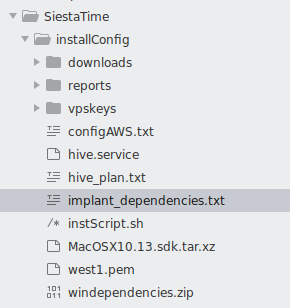 SiestaTime
installConfig
downloads
reports
vpskeys
configAWS.txt
hive.service
hive_plan.txt
implant_dependencies.txt
instScript.sh
MacOSX10.13.sdk.tar.xz
west1.pem
windependencies.zip